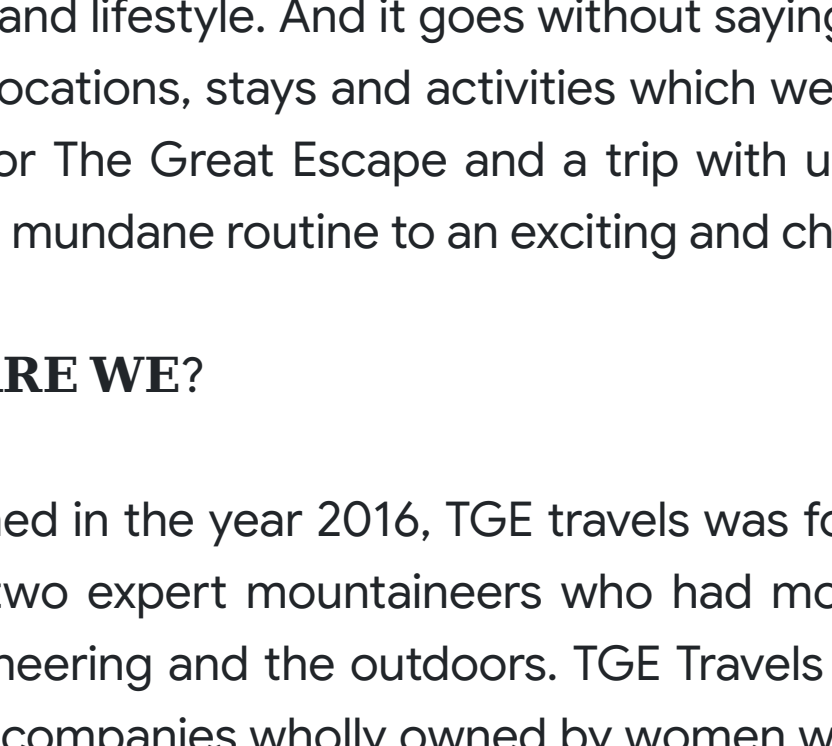 and lifestyle. And it goes without saying
ocations, stays and activities which we
or The Great Escape and a trip with u
mundane routine to an exciting and ch
RE WE?
ed in the year 2016, TGE travels was fo
two expert mountaineers who had mo
neering and the outdoors. TGE Travels
companies wholly owned by women w